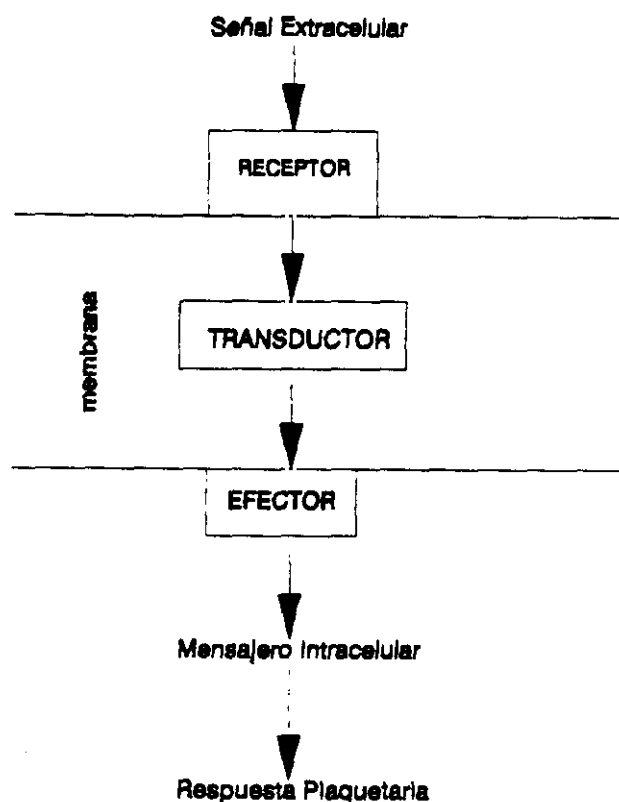 Señal Extracelular
RECEPTOR
membrana
TRANSDUCTOR
EFECTOR
Mensajero Intracelular
Respuesta Plaquetaria